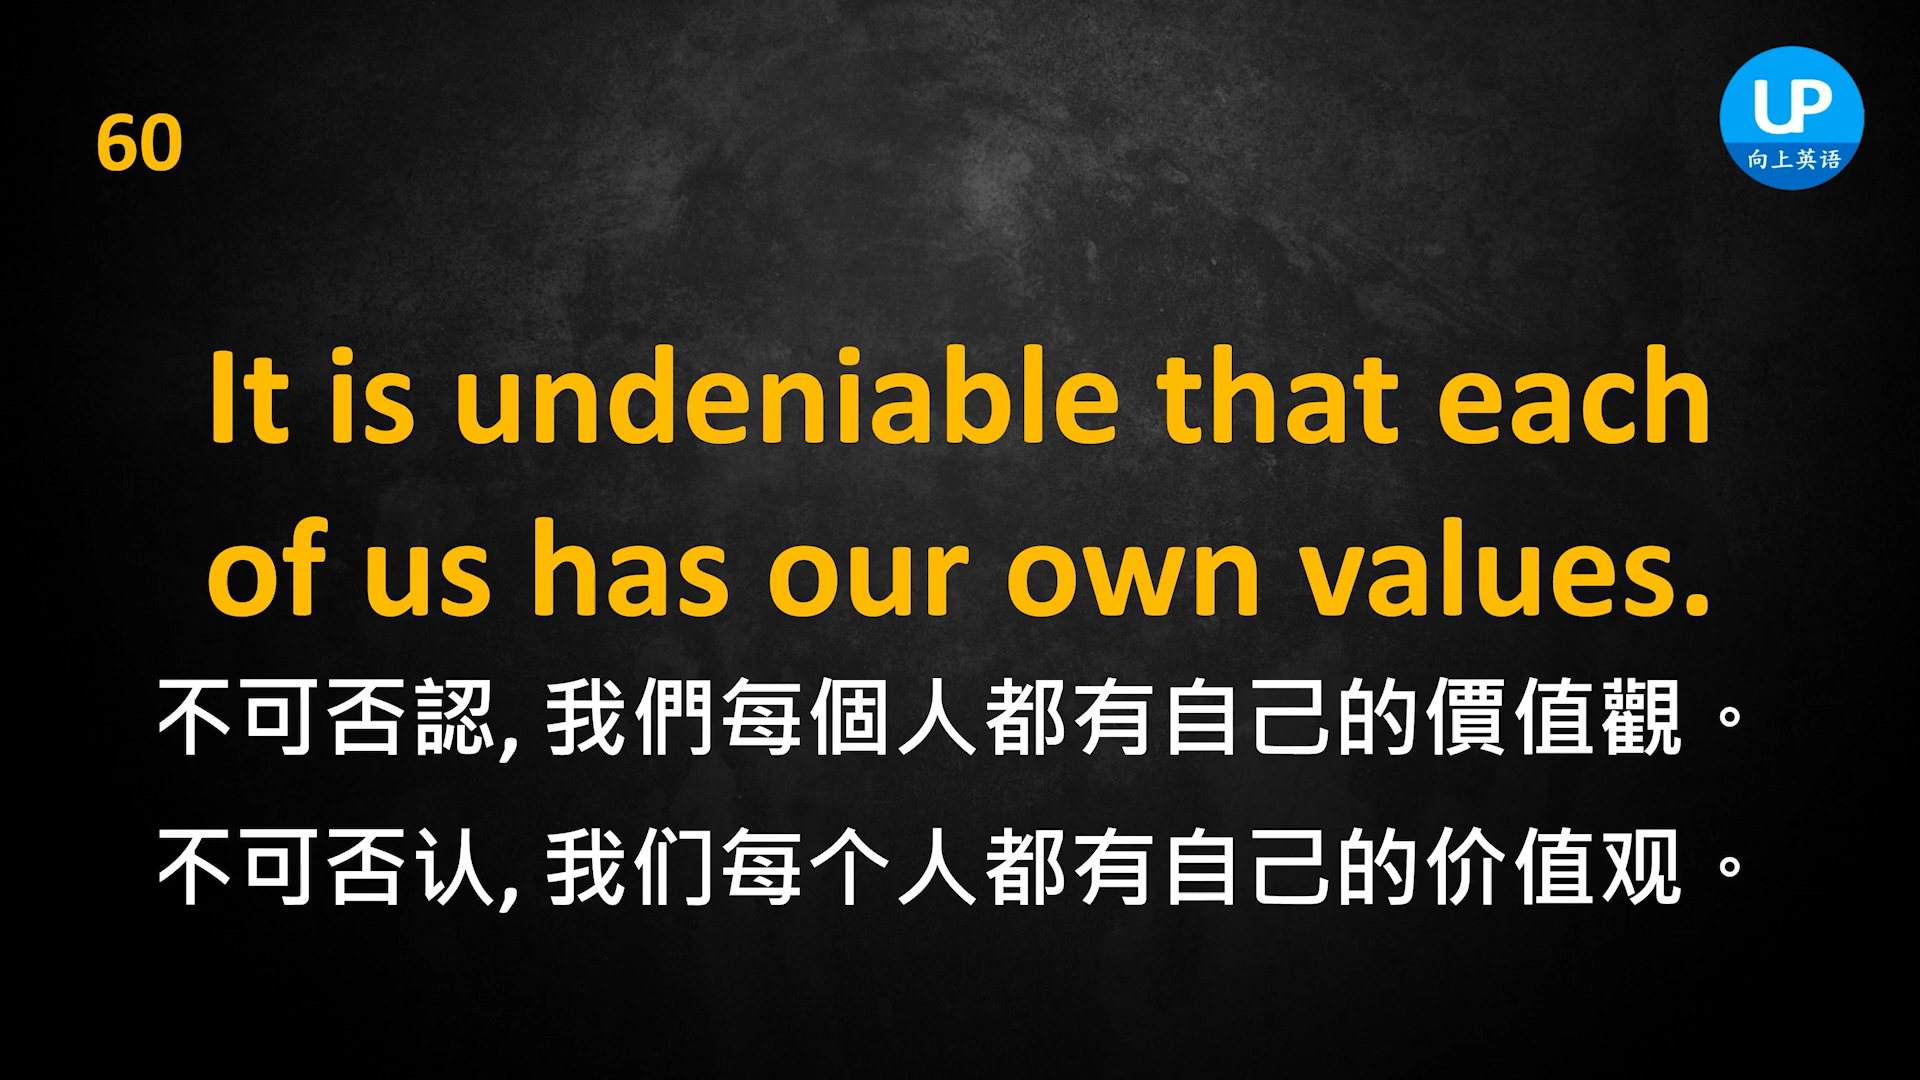 60
UP
向上英语
It is undeniable that each
of us has our own values.
不可否認, 我們每個人都有自己的價值觀。
不可否认, 我们每个人都有自己的价值观。